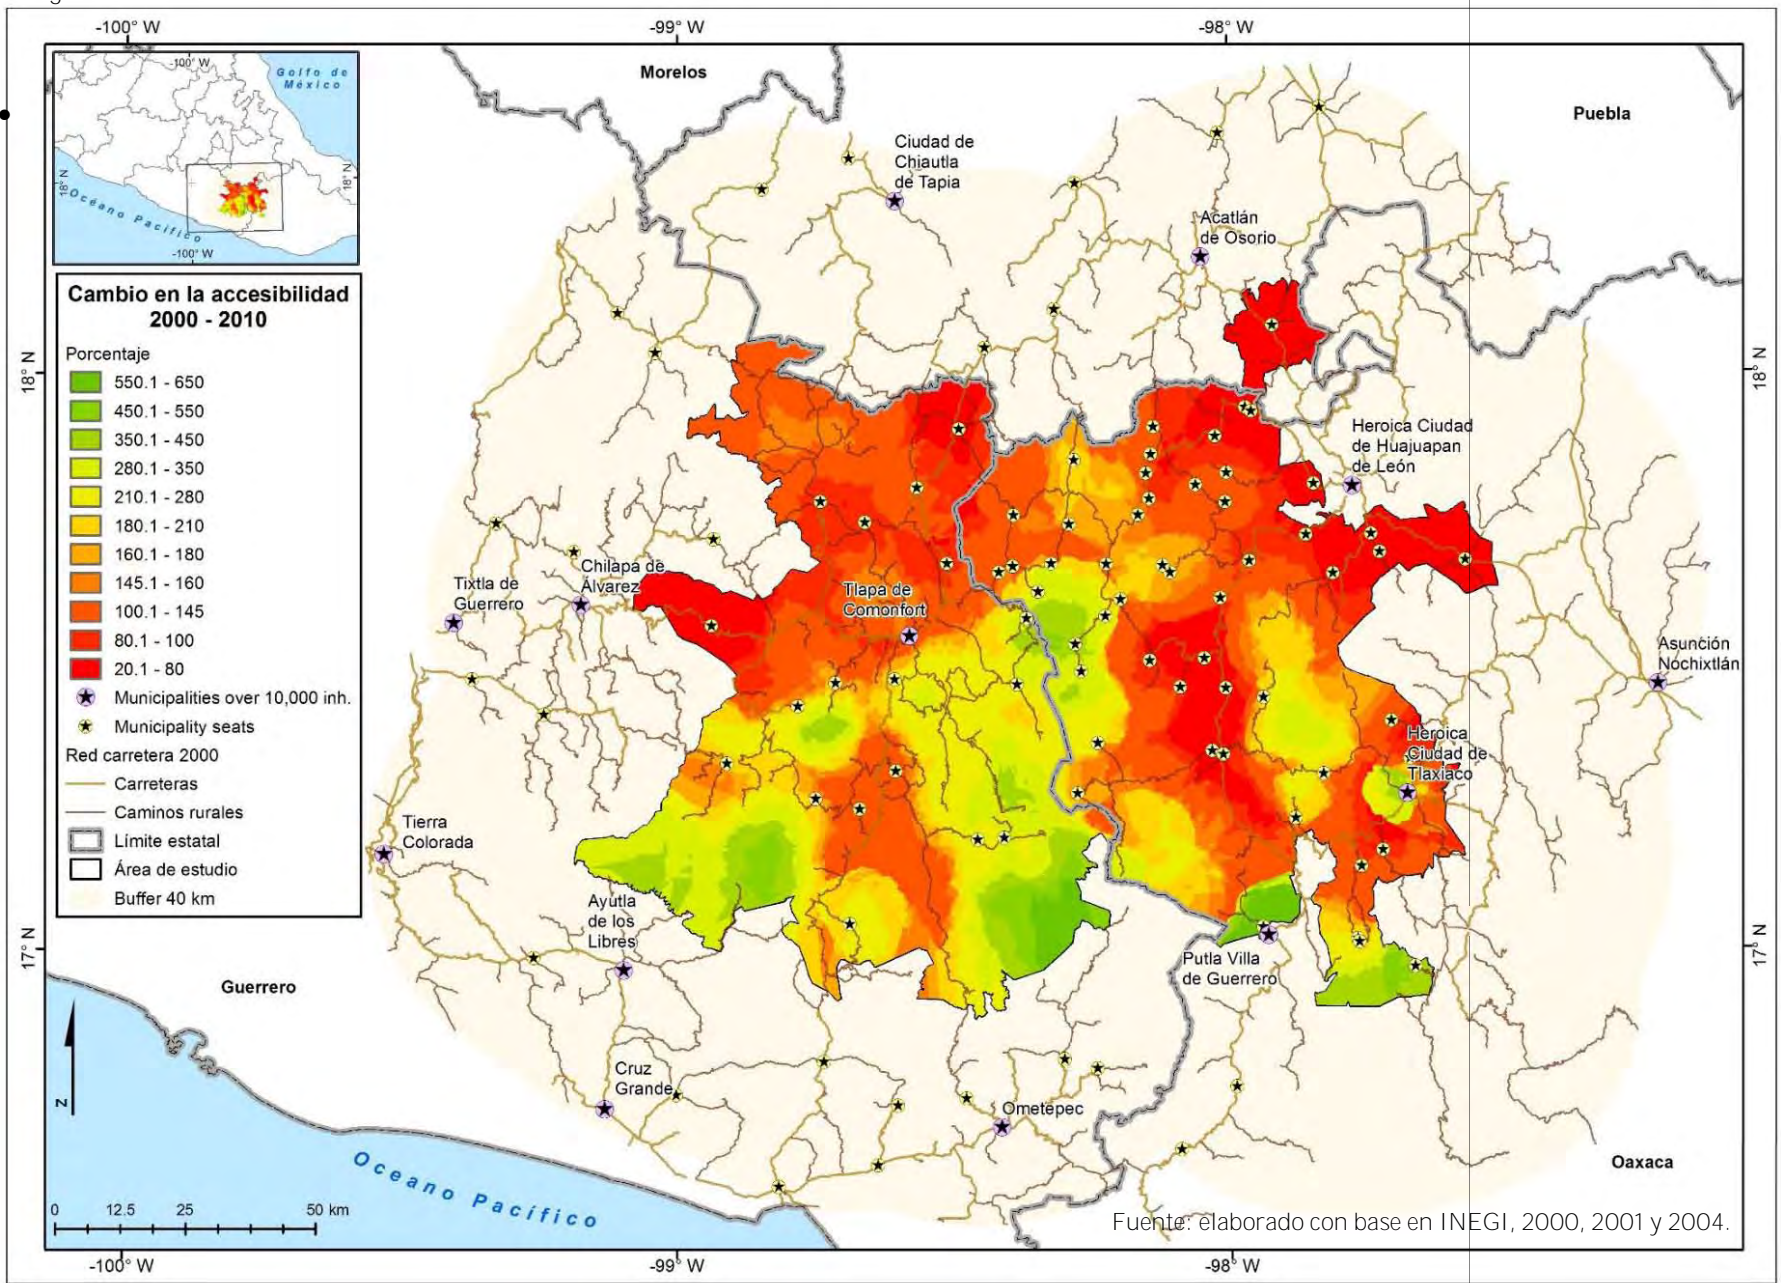 -100° W
-99° W
-98° W
-100° W
Golfo de
México
18° N
18° N
Océano Pacífico
-100° W
Morelos
Puebla
Ciudad de
Chiautla
de Tapia
Acatlán
de Osorio
Cambio en la accesibilidad
2000 - 2010
Porcentaje
550.1 - 650
450.1 - 550
350.1 - 450
280.1 - 350
210.1 - 280
180.1 - 210
160.1 - 180
145.1 - 160
100.1 - 145
80.1 - 100
20.1 - 80
Municipalities over 10,000 inh.
Municipality seats
Red carretera 2000
Carreteras
Caminos rurales
Límite estatal
Área de estudio
Buffer 40 km
18° N
18° N
Heroica Ciudad
de Huajuapan
de León
Chilapa de
Álvarez
Tixtla de
Guerrero
Tlapa de
Comonfort
Asunción
Nochixtlán
Heroica
Ciudad de
Tlaxiaco
Tierra
Colorada
Ayutla
de los
Libres
Putla Villa
de Guerrero
17° N
17° N
Guerrero
Cruz
Grande
Ometepec
Oaxaca
N
Oceano Pacífico
0 12.5 25 50 km
Fuente: elaborado con base en INEGI, 2000, 2001 y 2004.
-100° W
-99° W
-98° W